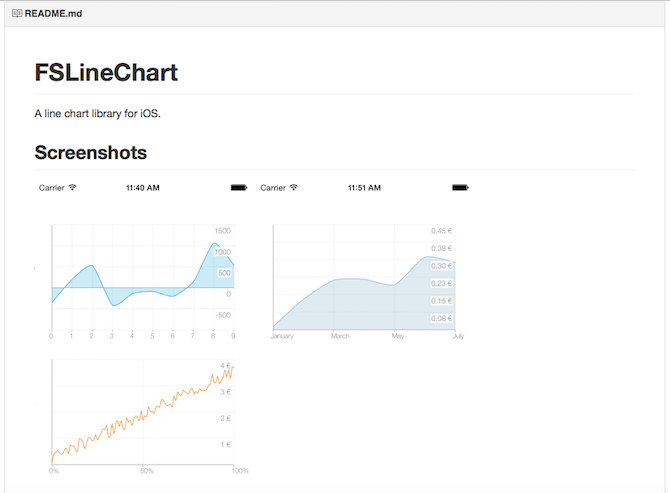 README.md
FSLineChart
A line chart library for iOS.
Screenshots
Carrier 11:40 AM
Carrier 11:51 AM
1500
1000
500
0
-500
0 1 2 3 4 5 6 7 8 9
0.45 €
0.38 €
0.30 €
0.23 €
0.15 €
0.08 €
January March May July
4 €
3 €
2 €
1 €
0% 50% 100%